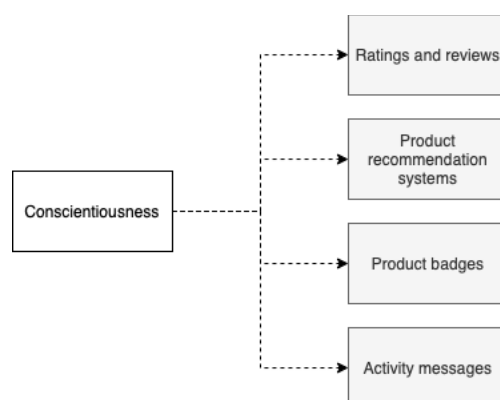 Conscientiousness
Ratings and reviews
Product
recommendation
systems
Product badges
Activity messages